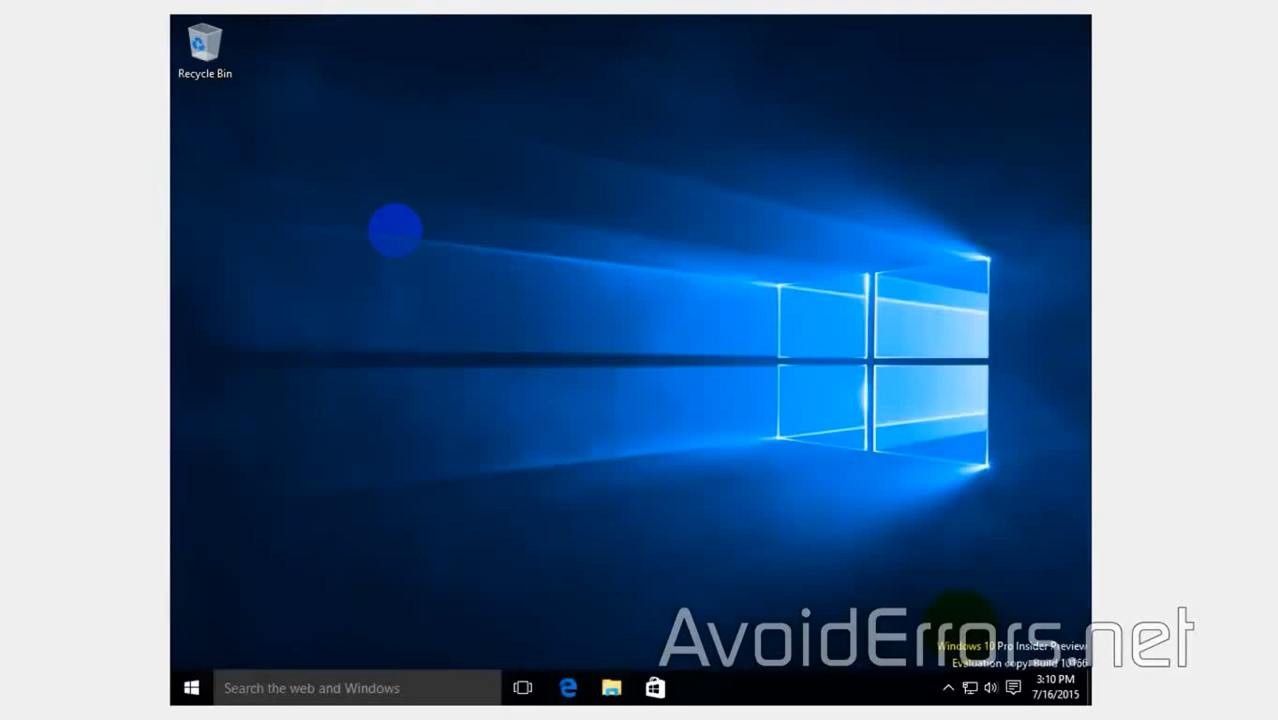 Recycle Bin
AvoidErrors.net
Windows 10 Pro Insider Preview
Evaluation copy. Build 10166
Search the web and Windows
3:10 PM
7/16/2015